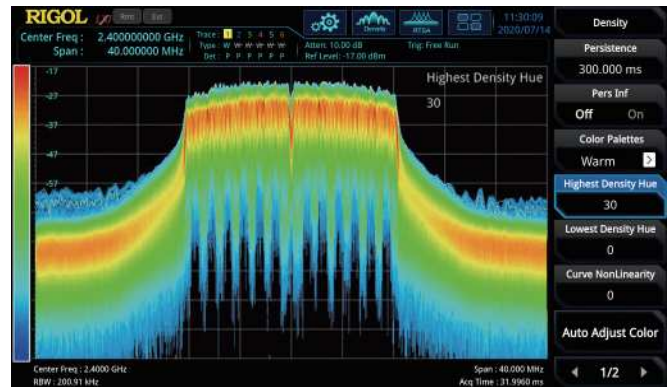 RIGOL Rmt Ext
11:30:09
2020/07/14
Center Freq : 2.400000000 GHz
Span : 40.000000 MHz
Trace : 1 2 3 4 5 6
Type : W W W W W W
Det : P P P P P P
Density
RTSA
Atten: 10.00 dB
Ref Level: -17.00 dBm
Trig: Free Run
Density
Persistence
300.000 ms
Pers Inf
Off On
Color Palettes
Warm
Highest Density Hue
30
Lowest Density Hue
0
Curve NonLinearity
0
Auto Adjust Color
1/2
-17
-27
-37
-47
-57
Highest Density Hue
30
Center Freq : 2.4000 GHz
RBW : 200.91 kHz
Span : 40.000 MHz
Acq Time : 31.9960 ms